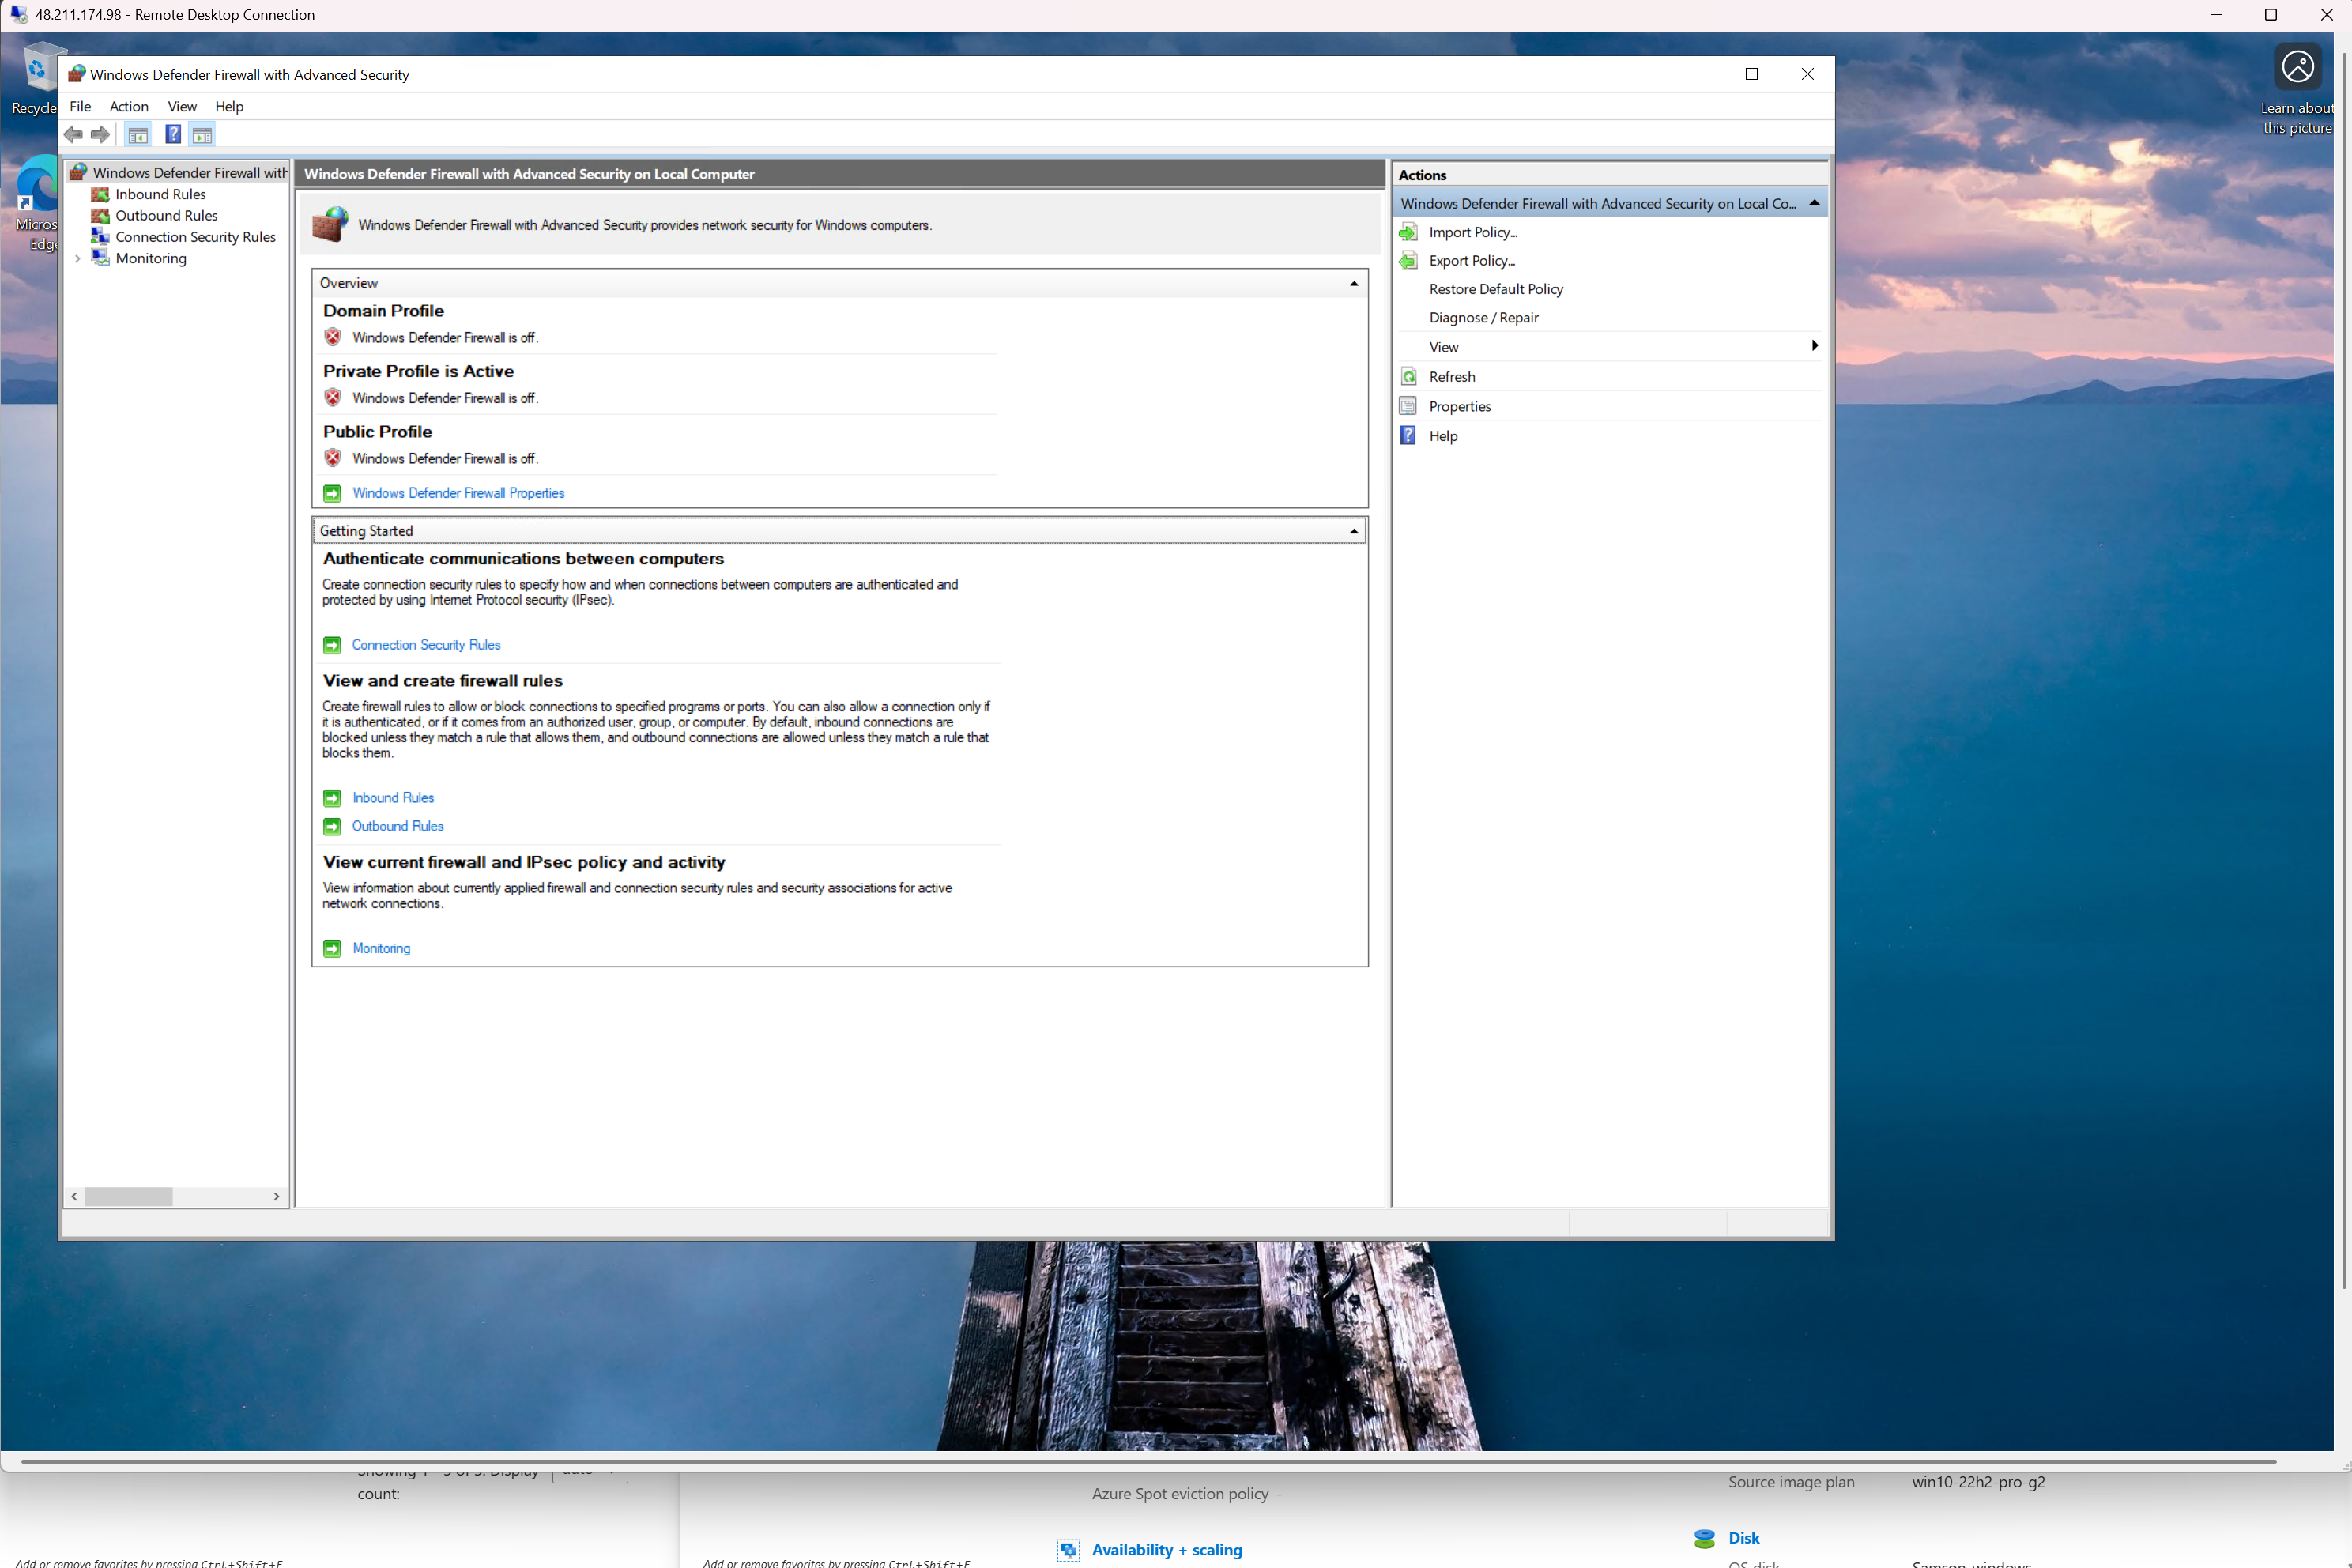 48.211.174.98 - Remote Desktop Connection
Recycle
Learn about
this picture
Micros
Edge
Windows Defender Firewall with Advanced Security
File Action View Help
Windows Defender Firewall with
Inbound Rules
Outbound Rules
Connection Security Rules
Monitoring
Windows Defender Firewall with Advanced Security on Local Computer
Windows Defender Firewall with Advanced Security provides network security for Windows computers.
Overview
Domain Profile
Windows Defender Firewall is off.
Private Profile is Active
Windows Defender Firewall is off.
Public Profile
Windows Defender Firewall is off.
Windows Defender Firewall Properties
Getting Started
Authenticate communications between computers
Create connection security rules to specify how and when connections between computers are authenticated and
protected by using Internet Protocol security (IPsec).
Connection Security Rules
View and create firewall rules
Create firewall rules to allow or block connections to specified programs or ports. You can also allow a connection only if
it is authenticated, or if it comes from an authorized user, group, or computer. By default, inbound connections are
blocked unless they match a rule that allows them, and outbound connections are allowed unless they match a rule that
blocks them.
Inbound Rules
Outbound Rules
View current firewall and IPsec policy and activity
View information about currently applied firewall and connection security rules and security associations for active
network connections.
Monitoring
Actions
Windows Defender Firewall with Advanced Security on Local Co...
Import Policy...
Export Policy...
Restore Default Policy
Diagnose / Repair
View
Refresh
Properties
Help
count:
Azure Spot eviction policy -
Source image plan win10-22h2-pro-g2
Availability + scaling
Disk
OS disk Samson-windows
Add or remove favorites by pressing Ctrl+Shift+F
Add or remove favorites by pressing Ctrl+Shift+F